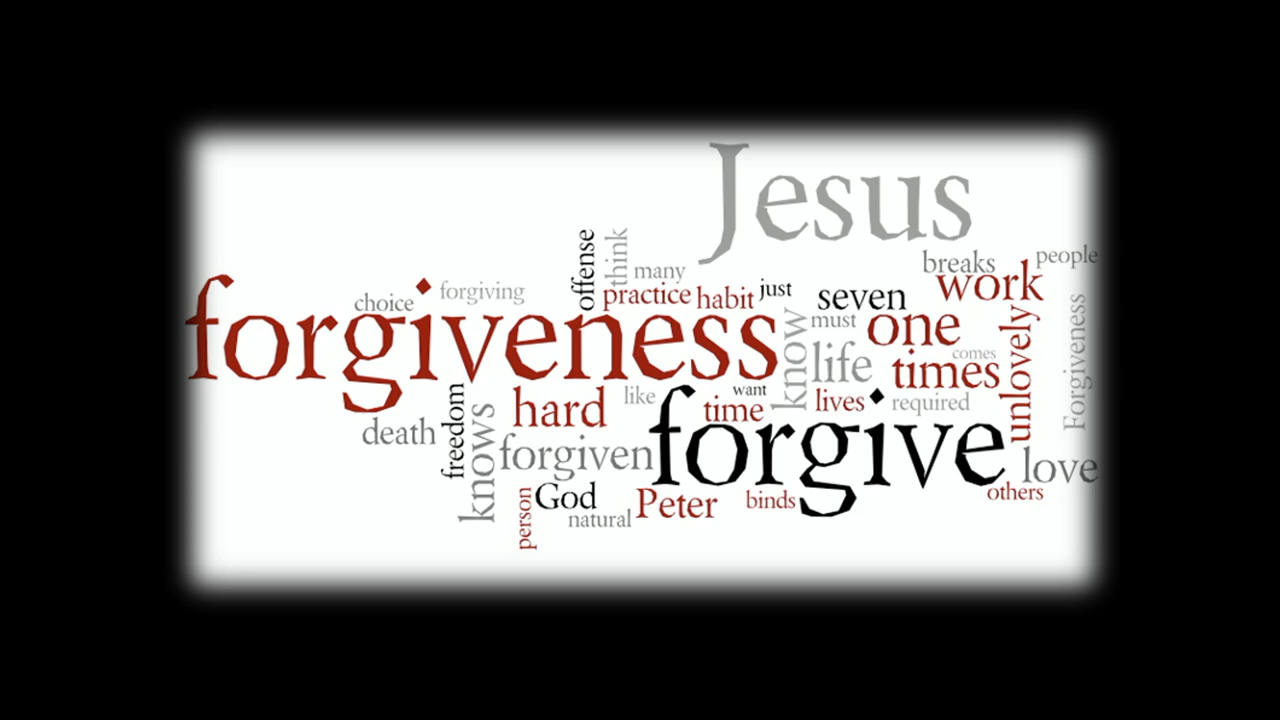 Jesus
offense
think
people
breaks
many
work
choice
forgiving
practice
habit
just
seven
forgiveness
know
must
one
unlovely
Forgiveness
life
comes
times
death
freedom
knows
hard
like
want
time
lives
required
forgive
forgiven
love
person
God
natural
Peter
binds
others